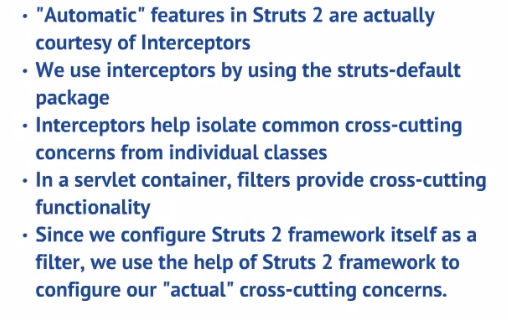 • "Automatic" features in Struts 2 are actually
courtesy of Interceptors
• We use interceptors by using the struts-default
package
• Interceptors help isolate common cross-cutting
concerns from individual classes
• In a servlet container, filters provide cross-cutting
functionality
• Since we configure Struts 2 framework itself as a
filter, we use the help of Struts 2 framework to
configure our "actual" cross-cutting concerns.